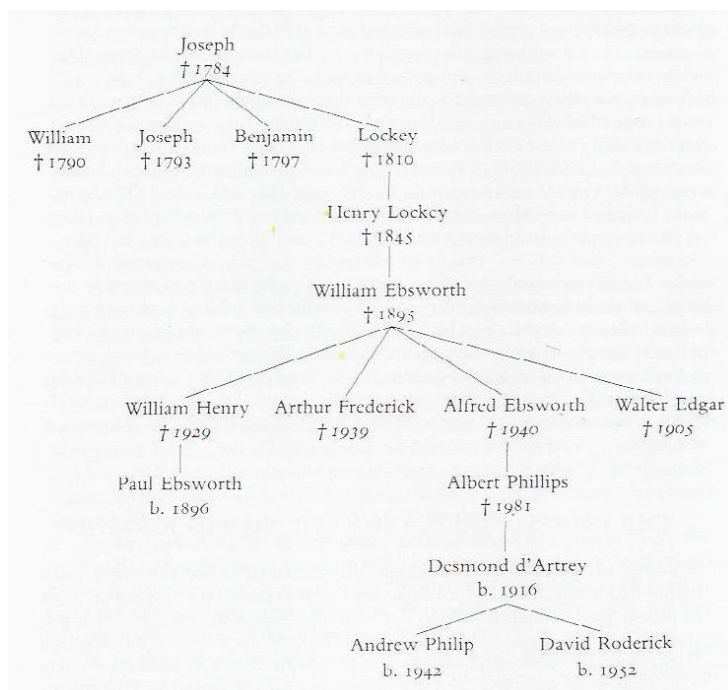 Joseph
† 1784
William Joseph Benjamin Lockey
† 1790 † 1793 † 1797 † 1810
Henry Lockey
† 1845
William Ebsworth
† 1895
William Henry Arthur Frederick Alfred Ebsworth Walter Edgar
† 1929 † 1939 † 1940 † 1905
Paul Ebsworth Albert Phillips
b. 1896 † 1981
Desmond d'Artrey
b. 1916
Andrew Philip David Roderick
b. 1942 b. 1952